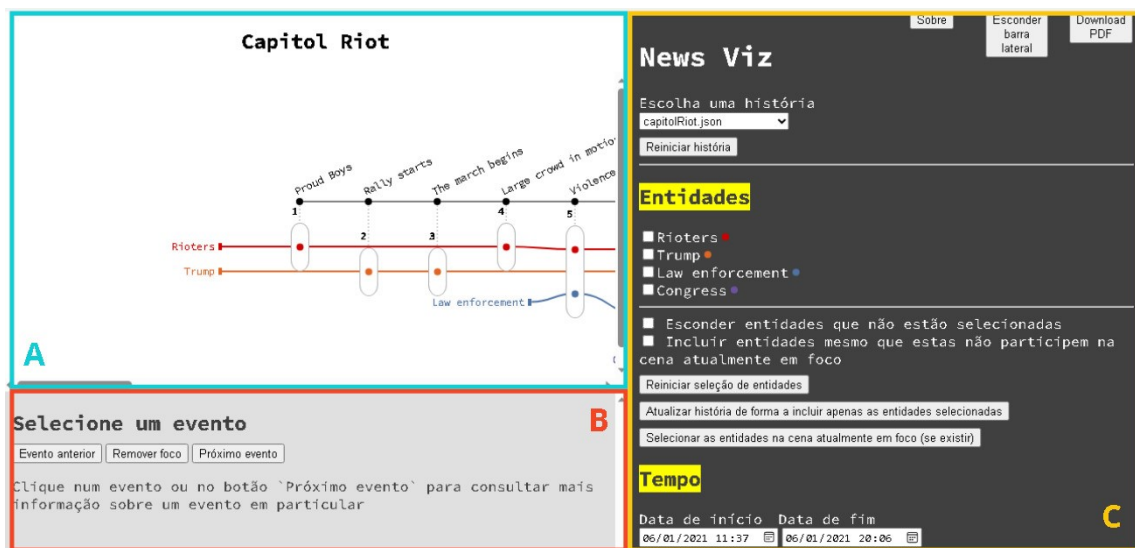 Capitol Riot
Proud Boys
Rally starts
The march begins
Large crowd in motio
Violence
1
2
3
4
5
Rioters
Trump
Law enforcement
A
Selecione um evento
B
Evento anterior
Remover foco
Próximo evento
Clique num evento ou no botão `Próximo evento` para consultar mais
informação sobre um evento em particular
Sobre
Esconder
barra
lateral
Download
PDF
News Viz
Escolha uma história
capitolRiot.json
Reiniciar história
Entidades
Rioters
Trump
Law enforcement
Congress
Esconder entidades que não estão selecionadas
Incluir entidades mesmo que estas não participem na
cena atualmente em foco
Reiniciar seleção de entidades
Atualizar história de forma a incluir apenas as entidades selecionadas
Selecionar as entidades na cena atualmente em foco (se existir)
Tempo
Data de início Data de fim
06/01/2021 11:37 06/01/2021 20:06
C